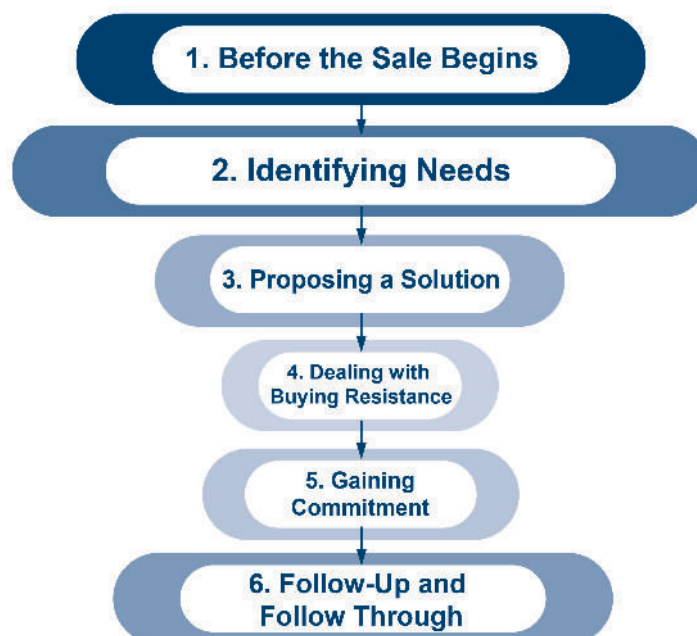 1. Before the Sale Begins
2. Identifying Needs
3. Proposing a Solution
4. Dealing with
Buying Resistance
5. Gaining
Commitment
6. Follow-Up and
Follow Through